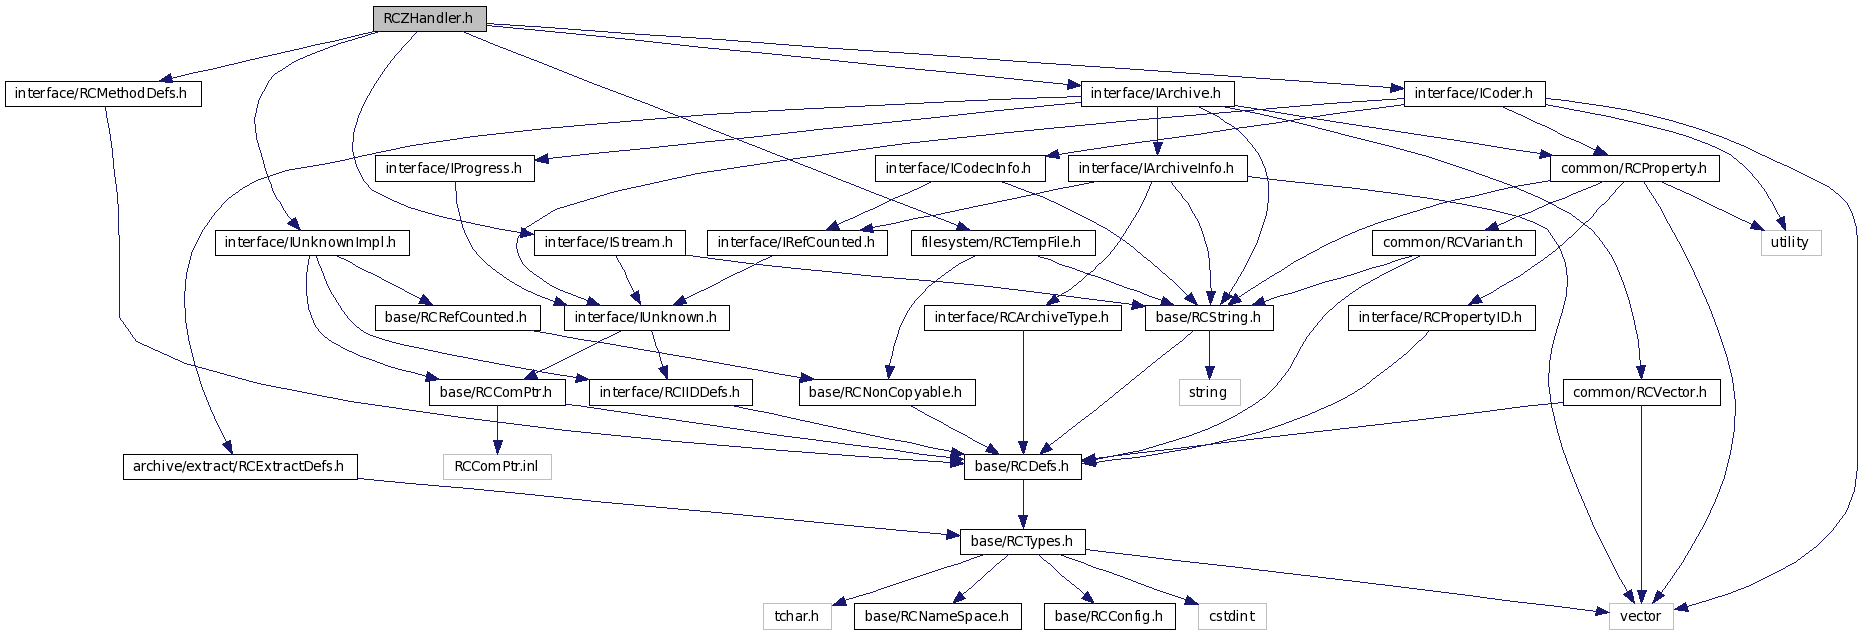 RCZHandler.h
interface/RCMethodDefs.h
interface/IArchive.h
interface/ICoder.h
interface/IProgress.h
interface/ICodecInfo.h
interface/IArchiveInfo.h
common/RCProperty.h
interface/IUnknownImpl.h
interface/IStream.h
interface/IRefCounted.h
filesystem/RCTempFile.h
common/RCVariant.h
utility
base/RCRefCounted.h
interface/IUnknown.h
interface/RCArchiveType.h
base/RCString.h
interface/RCPropertyID.h
base/RCComPtr.h
interface/RCIIDDefs.h
base/RCNonCopyable.h
string
common/RCVector.h
archive/extract/RCExtractDefs.h
RCComPtr.inl
base/RCDefs.h
base/RCTypes.h
tchar.h
base/RCNameSpace.h
base/RCConfig.h
cstdint
vector